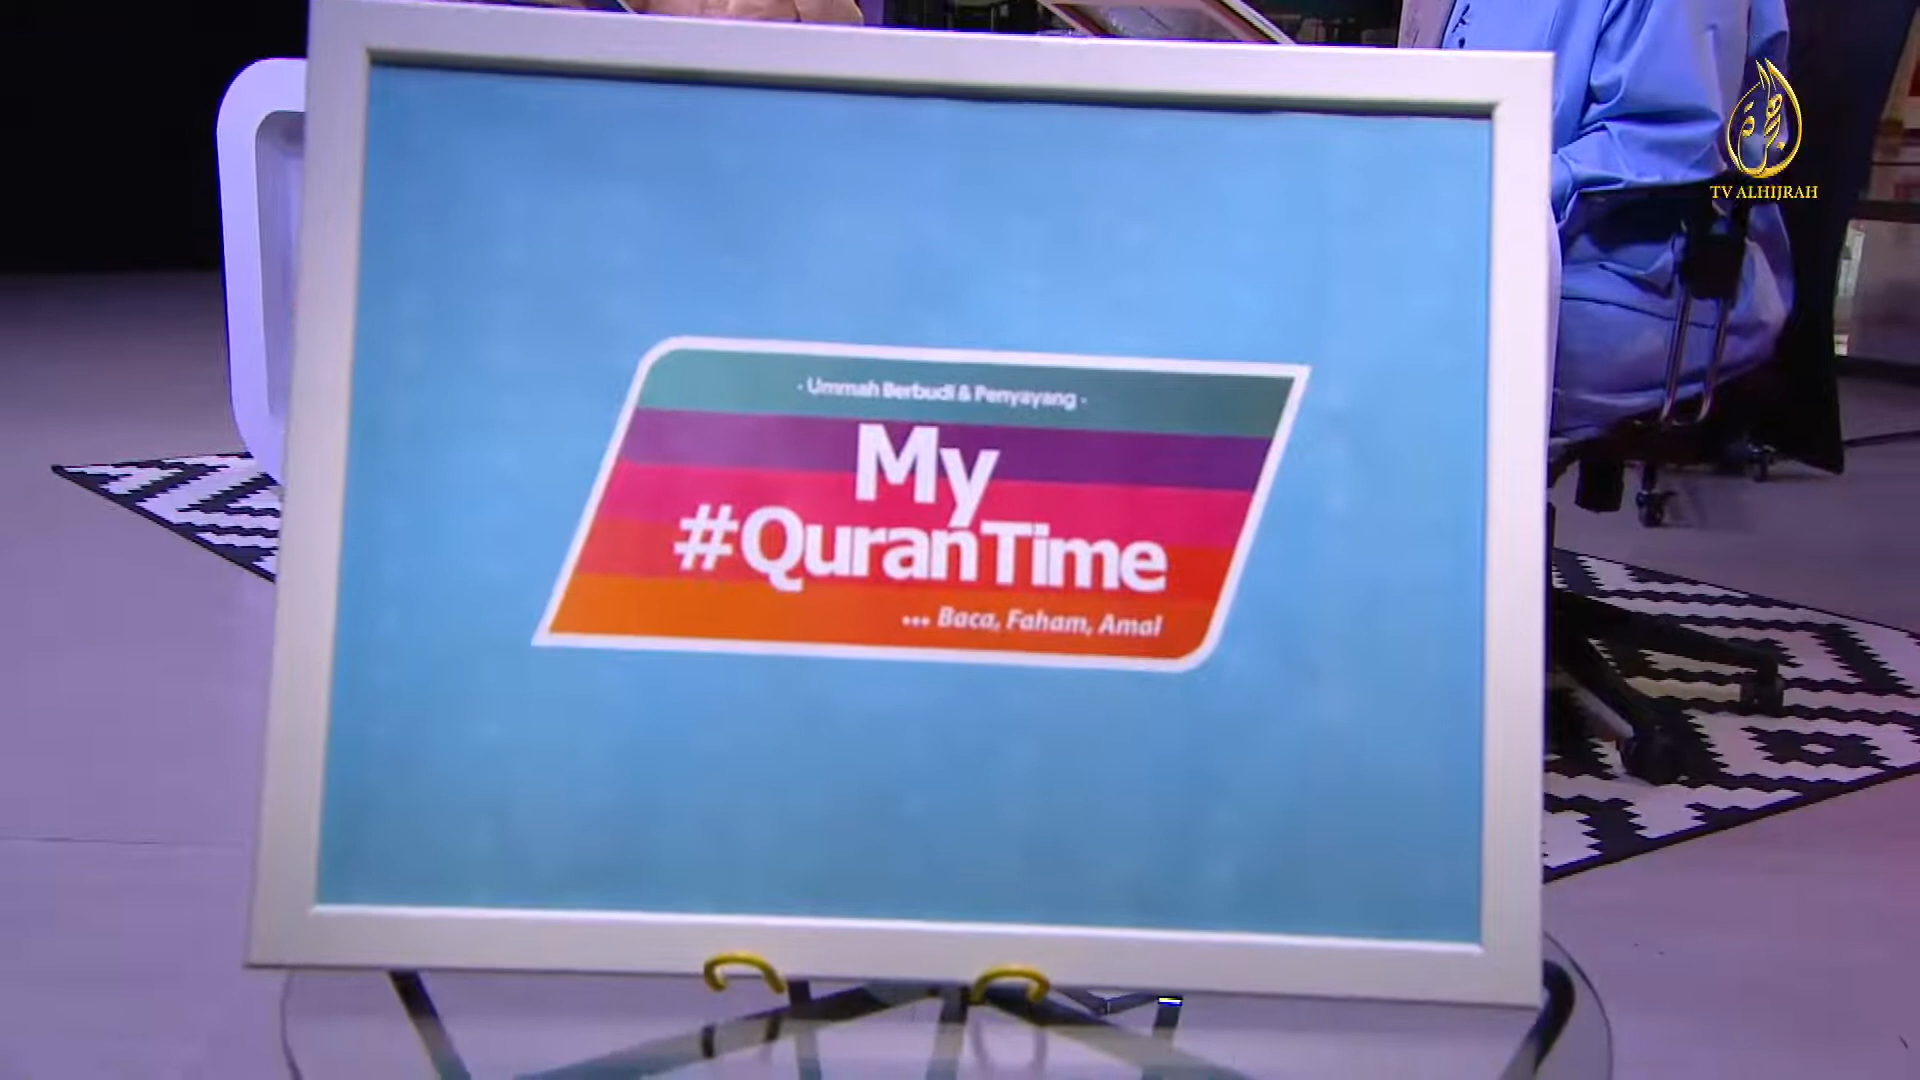 - Ummah Berbudi & Penyayang -
My
#QuranTime
... Baca, Faham, Amal
TV ALHIJRAH